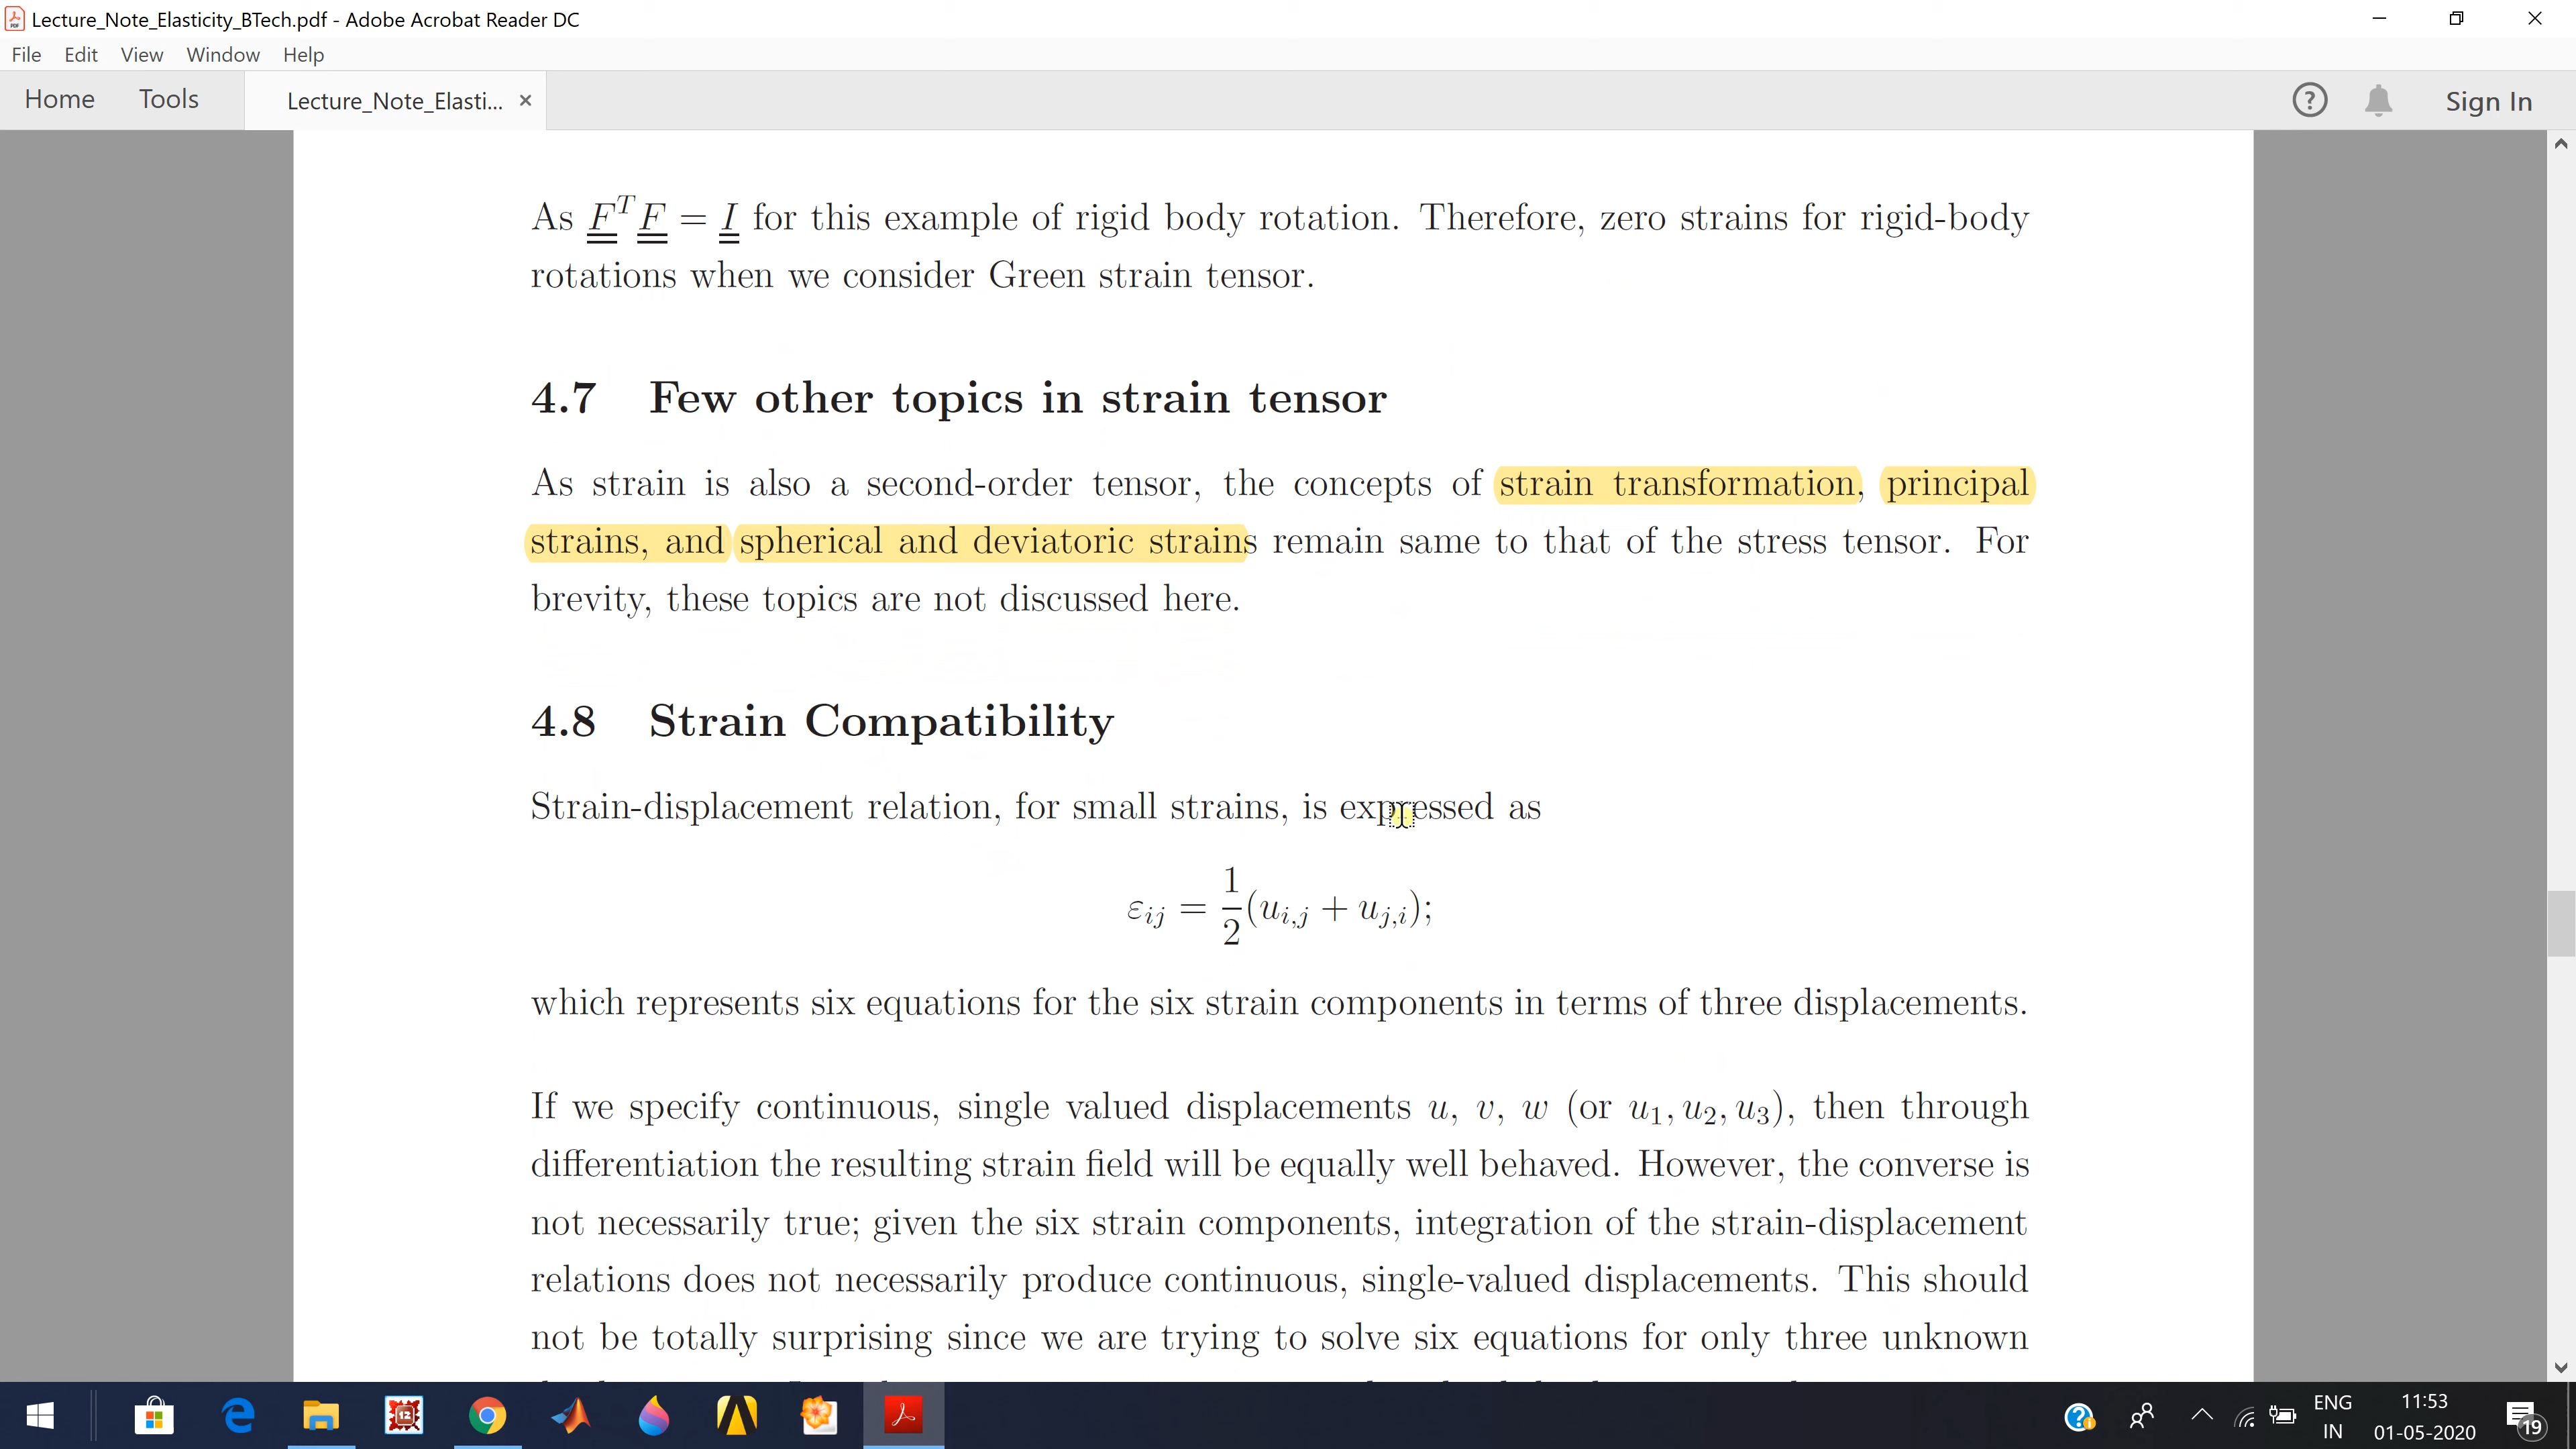 Lecture_Note_Elasticity_BTech.pdf - Adobe Acrobat Reader DC
File Edit View Window Help
Home Tools Lecture_Note_Elasti... × Sign In
As F^T F = I for this example of rigid body rotation. Therefore, zero strains for rigid-body
rotations when we consider Green strain tensor.
4.7 Few other topics in strain tensor
As strain is also a second-order tensor, the concepts of strain transformation, principal
strains, and spherical and deviatoric strains remain same to that of the stress tensor. For
brevity, these topics are not discussed here.
4.8 Strain Compatibility
Strain-displacement relation, for small strains, is expressed as
ε_ij = 1/2 (u_i,j + u_j,i);
which represents six equations for the six strain components in terms of three displacements.
If we specify continuous, single valued displacements u, v, w (or u₁, u₂, u₃), then through
differentiation the resulting strain field will be equally well behaved. However, the converse is
not necessarily true; given the six strain components, integration of the strain-displacement
relations does not necessarily produce continuous, single-valued displacements. This should
not be totally surprising since we are trying to solve six equations for only three unknown
ENG 11:53
IN 01-05-2020 19